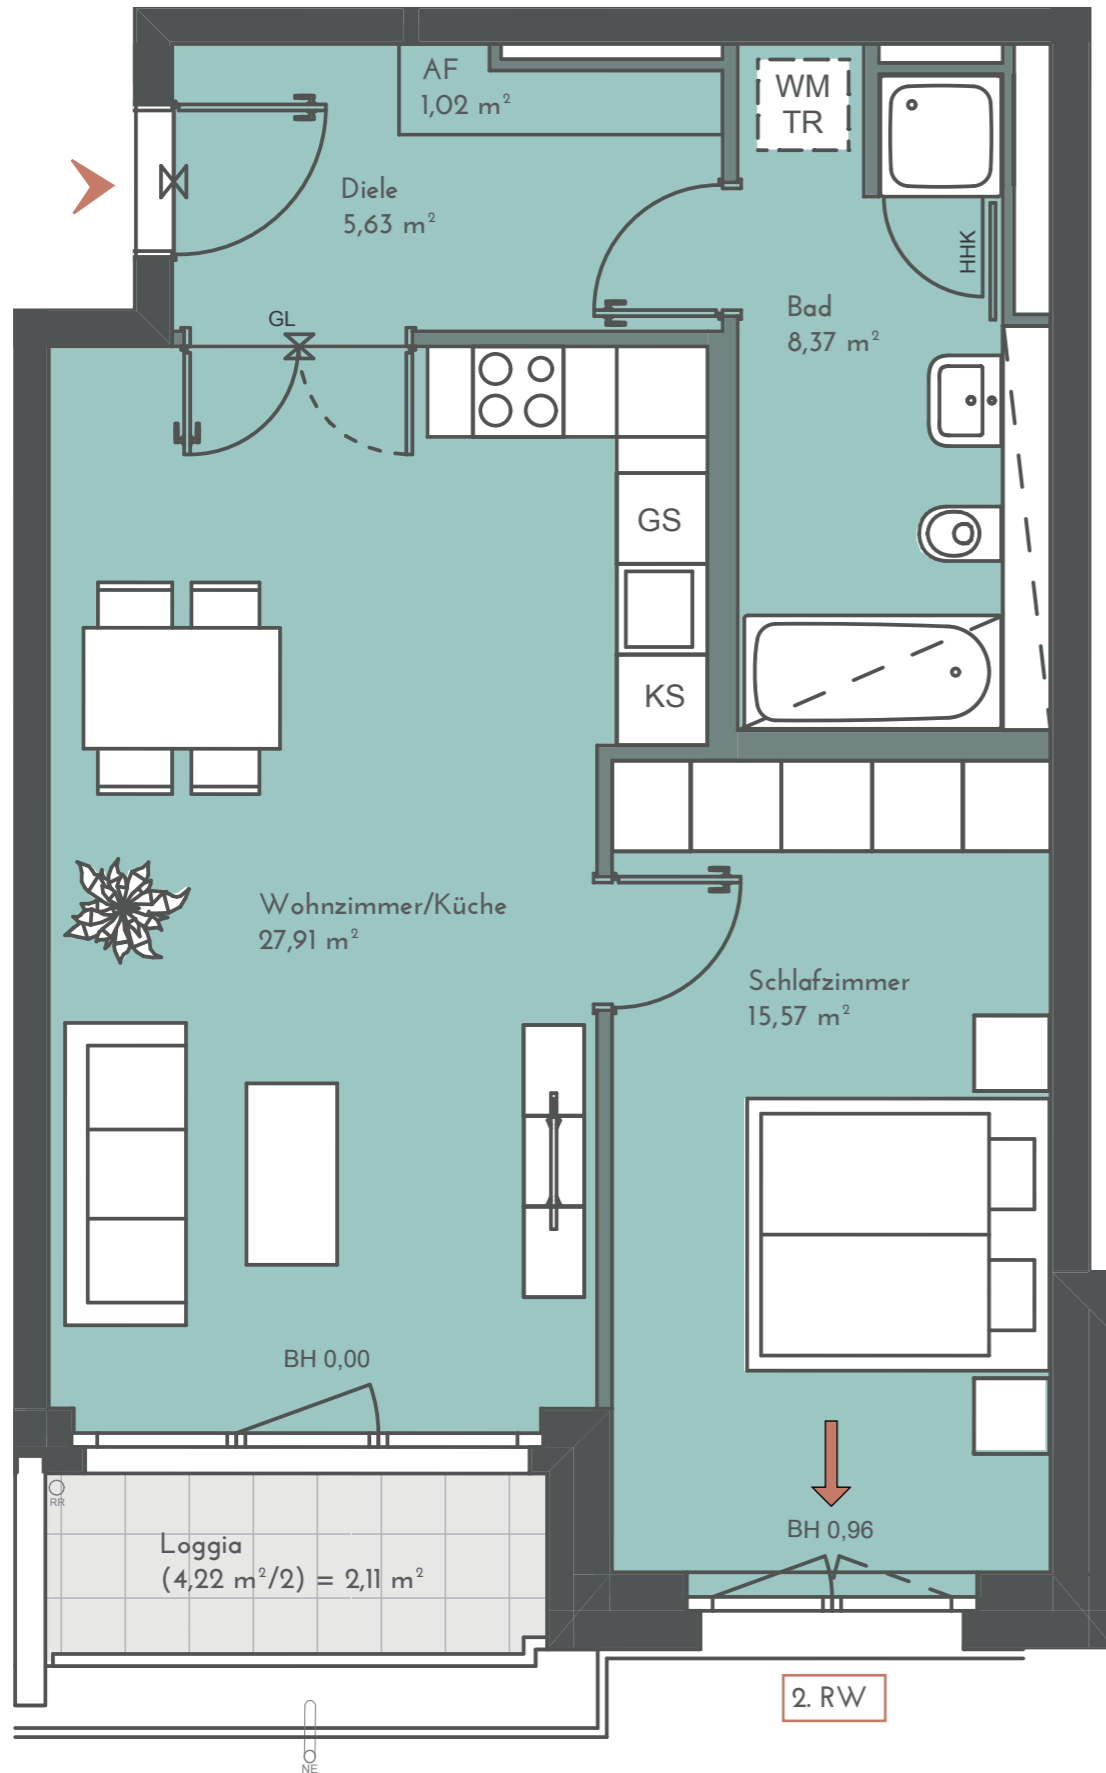 AF
1,02 m²
WM
TR
Diele
5,63 m²
HHK
GL
Bad
8,37 m²
GS
KS
Wohnzimmer/Küche
27,91 m²
Schlafzimmer
15,57 m²
BH 0,00
RR
BH 0,96
Loggia
(4,22 m²/2) = 2,11 m²
2. RW
NE